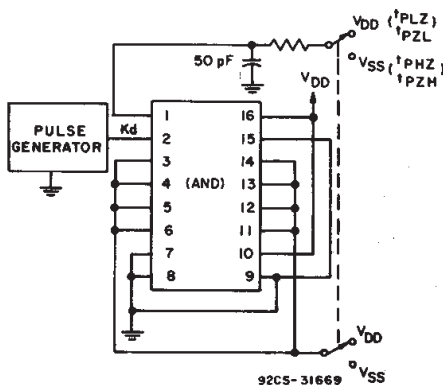 VDD (tPLZ
tPZL
50 pF
VSS (tPHZ
tPZH
VDD
PULSE
GENERATOR
Kd
1 16
2 15
3 14
(AND)
4 13
5 12
6 11
7 10
8 9
VDD
VSS
92CS-31669